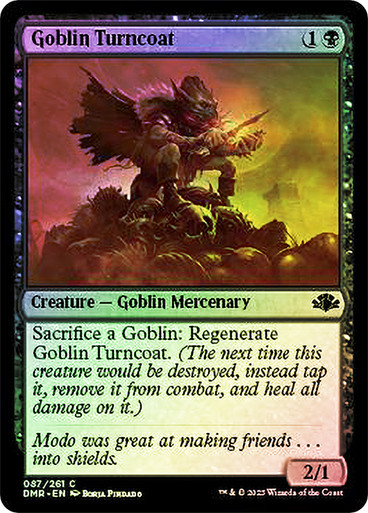 Goblin Turncoat 1
Creature — Goblin Mercenary
Sacrifice a Goblin: Regenerate
Goblin Turncoat. (The next time this
creature would be destroyed, instead tap
it, remove it from combat, and heal all
damage on it.)
Modo was great at making friends . . .
into shields.
2/1
087/261 C
DMR • EN Borja Pindado
™ & © 2023 Wizards of the Coast